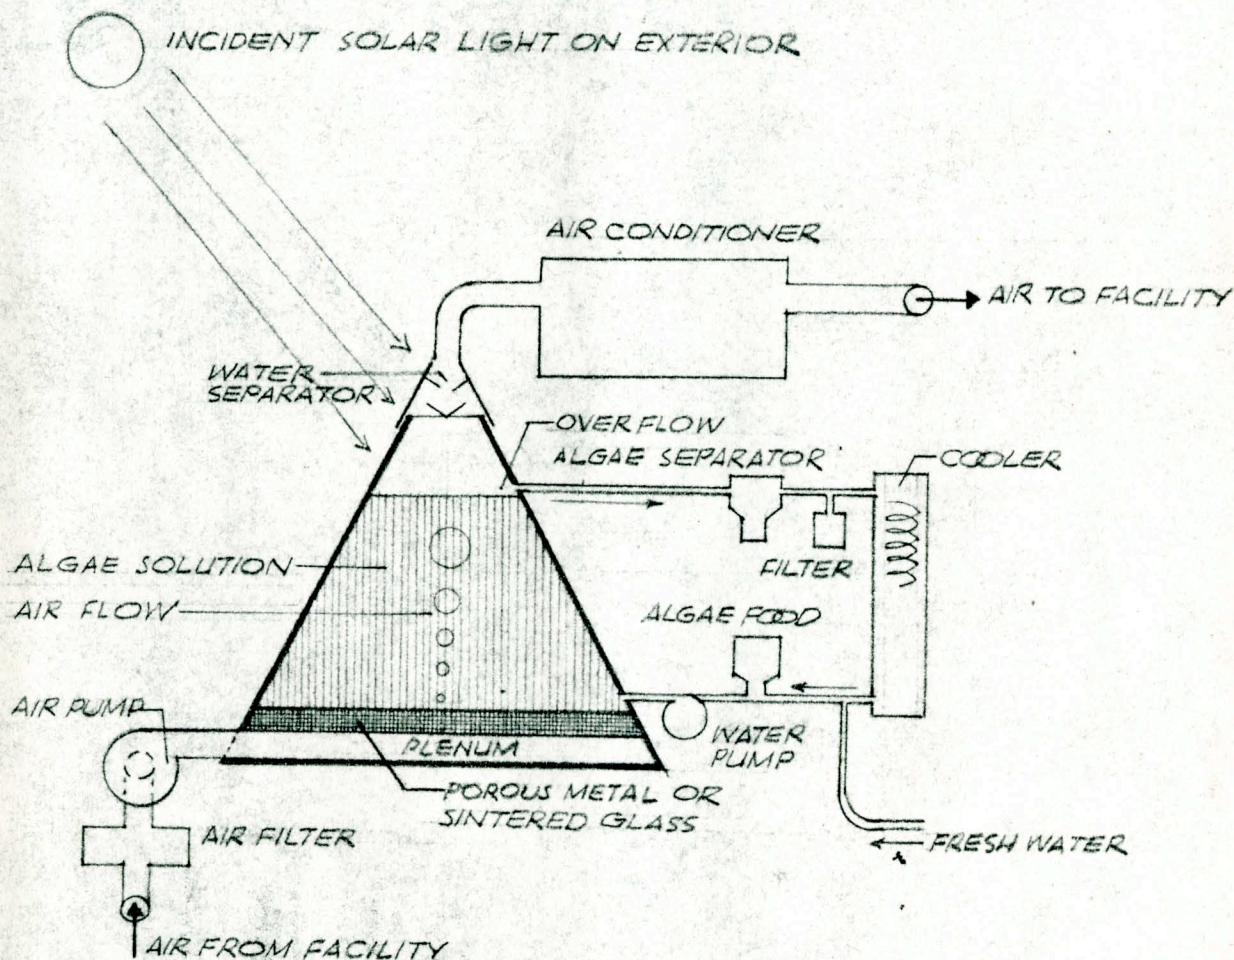 INCIDENT SOLAR LIGHT ON EXTERIOR
AIR CONDITIONER
AIR TO FACILITY
WATER
SEPARATOR
OVERFLOW
ALGAE SEPARATOR
COOLER
ALGAE SOLUTION
FILTER
AIR FLOW
ALGAE FOOD
AIR PUMP
WATER
PUMP
PLENUM
POROUS METAL OR
SINTERED GLASS
AIR FILTER
FRESH WATER
AIR FROM FACILITY